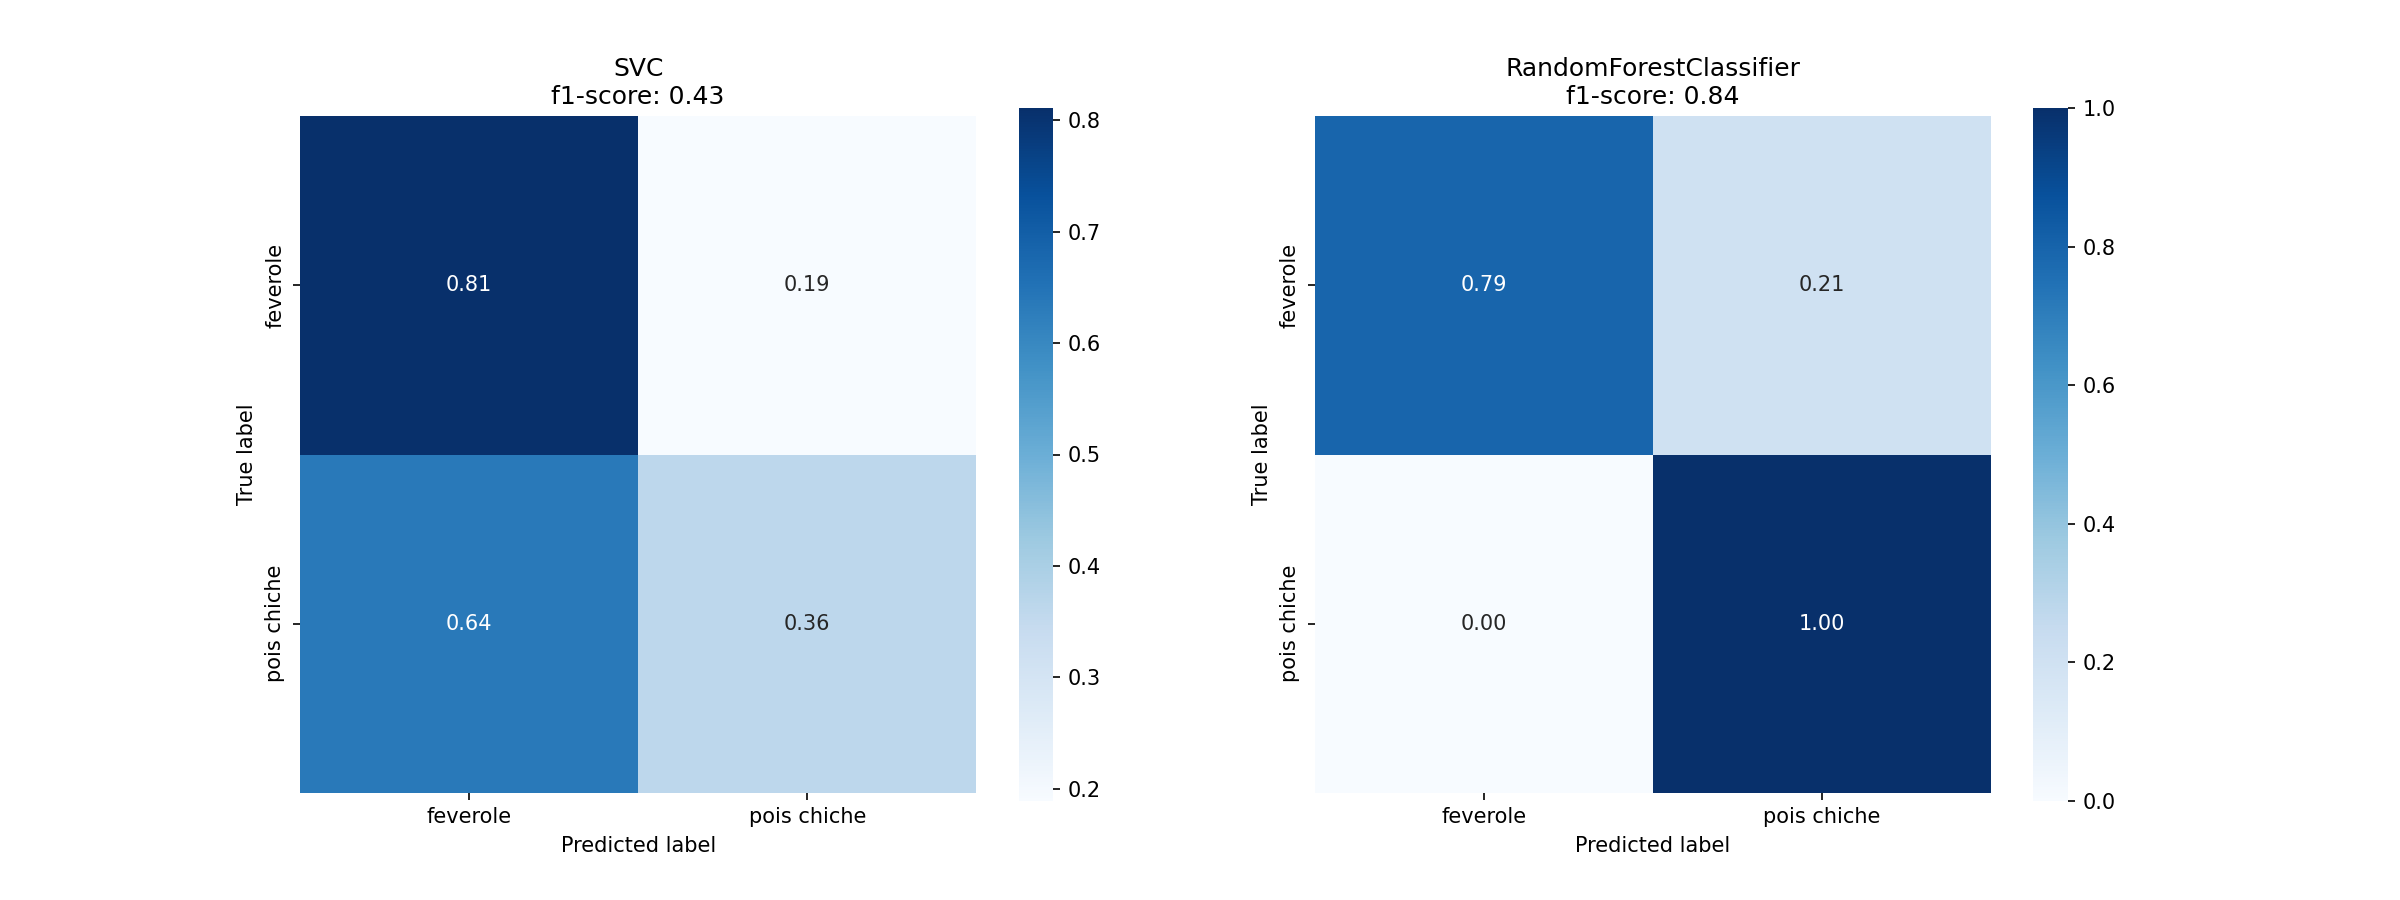 SVC
f1-score: 0.43
True label
feverole
pois chiche
0.81
0.19
0.64
0.36
feverole
pois chiche
Predicted label
0.8
0.7
0.6
0.5
0.4
0.3
0.2
RandomForestClassifier
f1-score: 0.84
True label
feverole
pois chiche
0.79
0.21
0.00
1.00
feverole
pois chiche
Predicted label
1.0
0.8
0.6
0.4
0.2
0.0